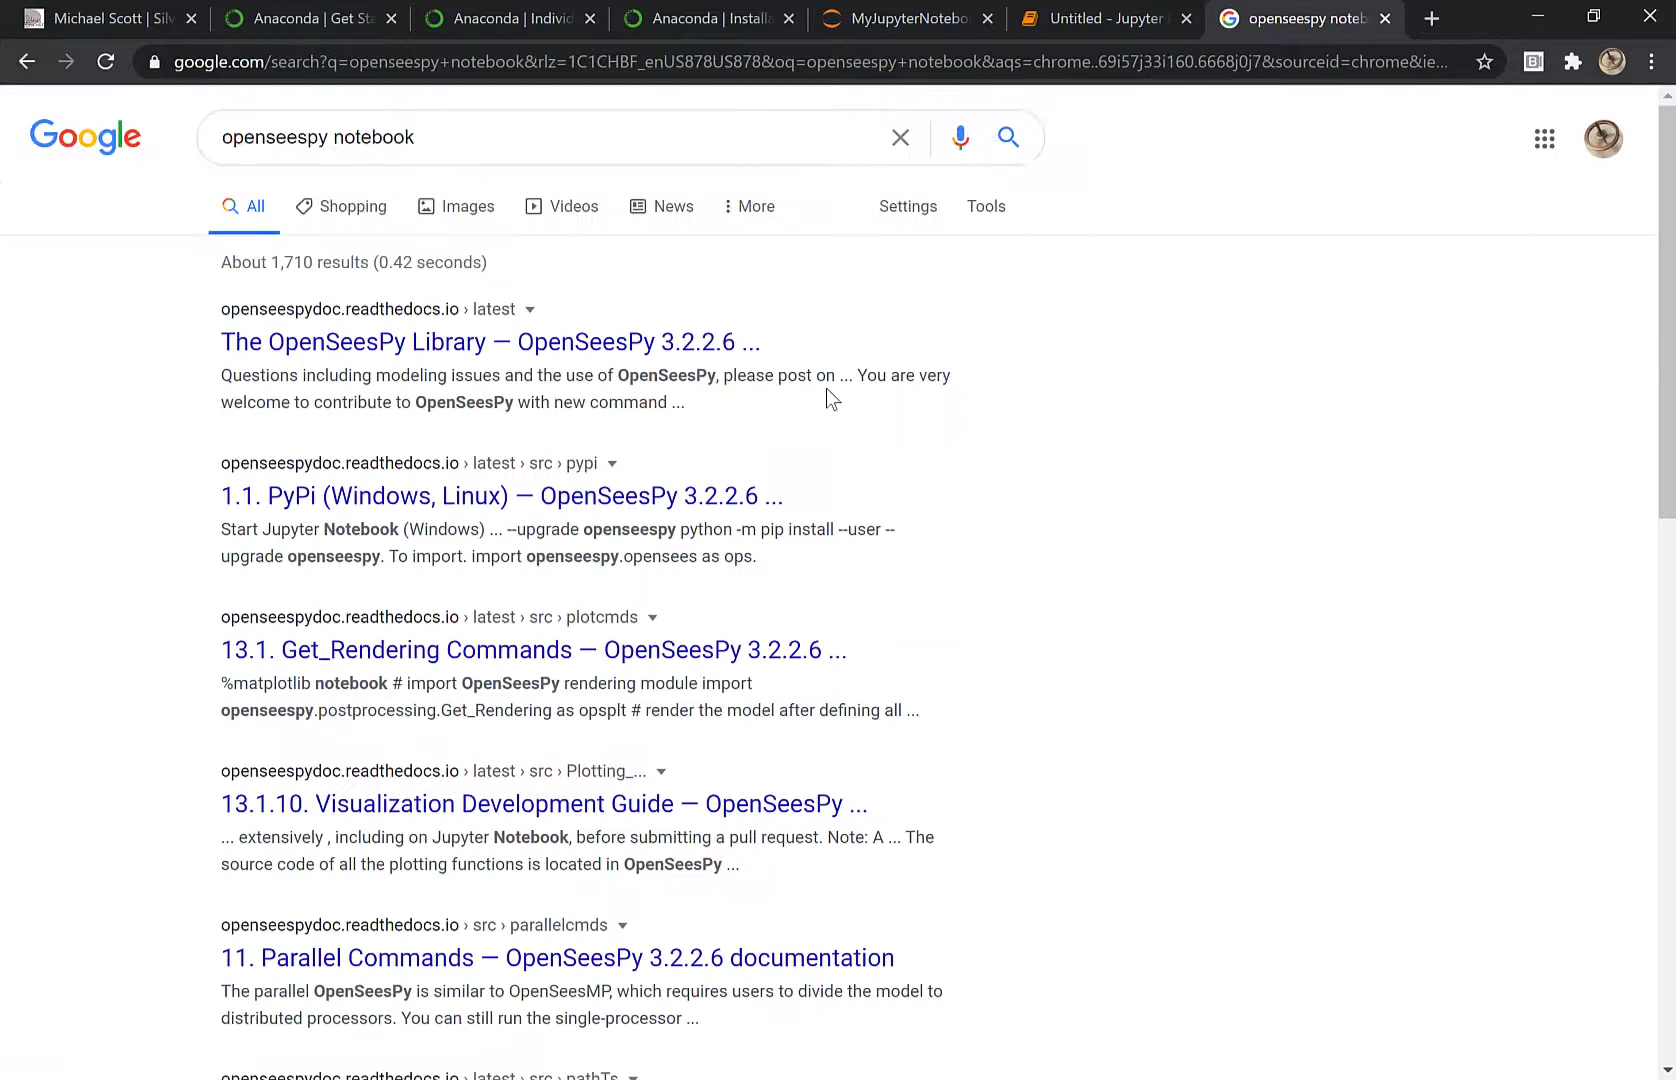 Michael Scott | Silv
Anaconda | Get Sta
Anaconda | Individ
Anaconda | Installa
MyJupyterNotebo
Untitled - Jupyter
openseespy noteb
google.com/search?q=openseespy+notebook&rlz=1C1CHBF_enUS878US878&oq=openseespy+notebook&aqs=chrome..69i57j33i160.6668j0j7&sourceid=chrome&ie...
Google
openseespy notebook
All
Shopping
Images
Videos
News
More
Settings
Tools
About 1,710 results (0.42 seconds)
openseespydoc.readthedocs.io › latest
The OpenSeesPy Library — OpenSeesPy 3.2.2.6 ...
Questions including modeling issues and the use of OpenSeesPy, please post on ... You are very
welcome to contribute to OpenSeesPy with new command ...
openseespydoc.readthedocs.io › latest › src › pypi
1.1. PyPi (Windows, Linux) — OpenSeesPy 3.2.2.6 ...
Start Jupyter Notebook (Windows) ... --upgrade openseespy python -m pip install --user --
upgrade openseespy. To import. import openseespy.opensees as ops.
openseespydoc.readthedocs.io › latest › src › plotcmds
13.1. Get_Rendering Commands — OpenSeesPy 3.2.2.6 ...
%matplotlib notebook # import OpenSeesPy rendering module import
openseespy.postprocessing.Get_Rendering as opsplt # render the model after defining all ...
openseespydoc.readthedocs.io › latest › src › Plotting_...
13.1.10. Visualization Development Guide — OpenSeesPy ...
... extensively , including on Jupyter Notebook, before submitting a pull request. Note: A ... The
source code of all the plotting functions is located in OpenSeesPy ...
openseespydoc.readthedocs.io › src › parallelcmds
11. Parallel Commands — OpenSeesPy 3.2.2.6 documentation
The parallel OpenSeesPy is similar to OpenSeesMP, which requires users to divide the model to
distributed processors. You can still run the single-processor ...
openseespydoc.readthedocs.io › latest › src › pathTs